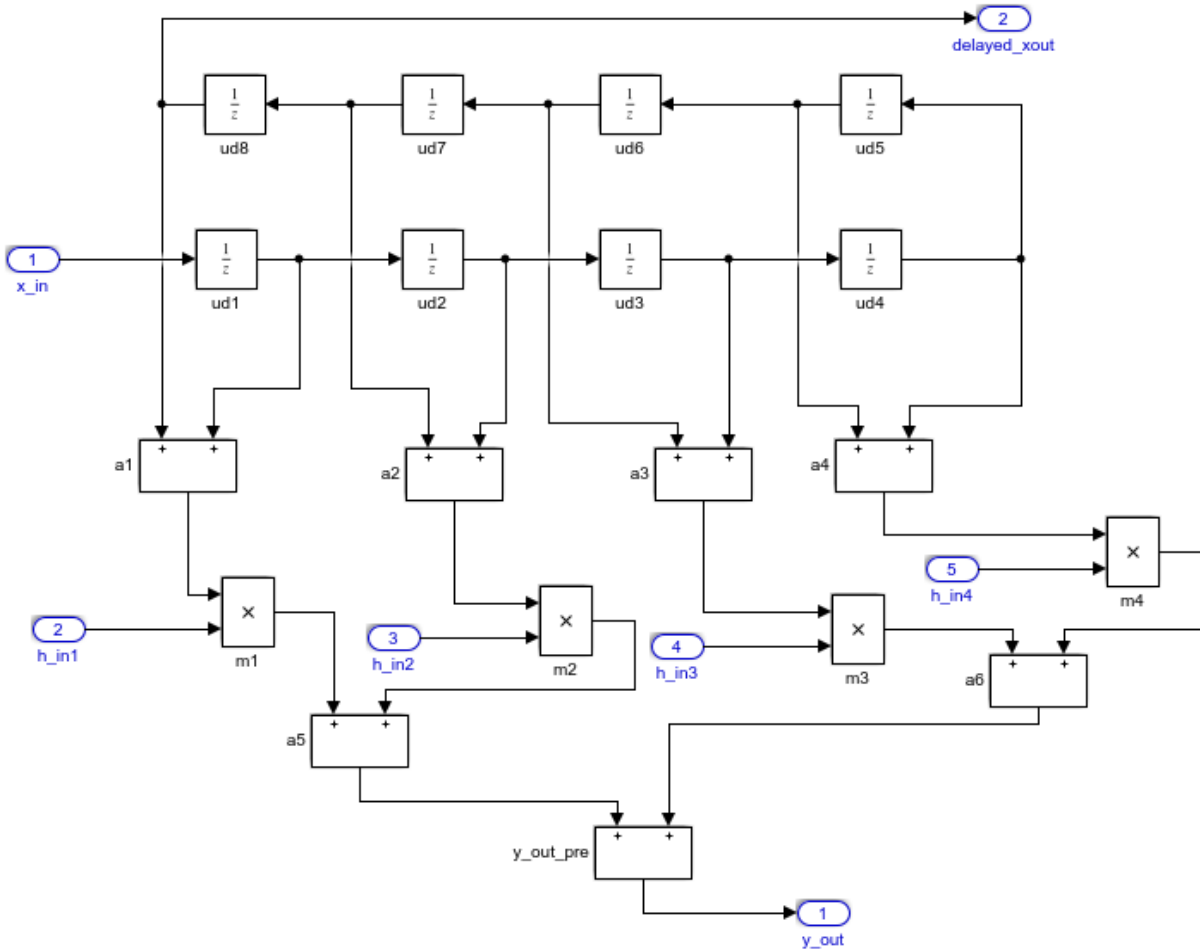 2
delayed_xout
1/z 1/z 1/z 1/z
ud8 ud7 ud6 ud5
1 1/z 1/z 1/z 1/z
x_in ud1 ud2 ud3 ud4
+ + + + + + + +
a1 a2 a3 a4
5 ×
h_in4 m4
2 × 3 × 4 ×
h_in1 m1 h_in2 m2 h_in3 m3
+ +
a6
+ +
a5
+ +
y_out_pre
1
y_out